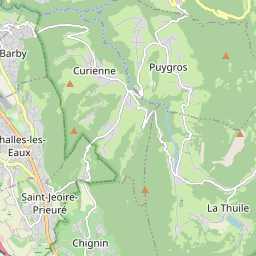 Barby
Curienne
Puygros
halles-les-
Eaux
Saint-Jeoire-
Prieuré
La Thuile
Chignin